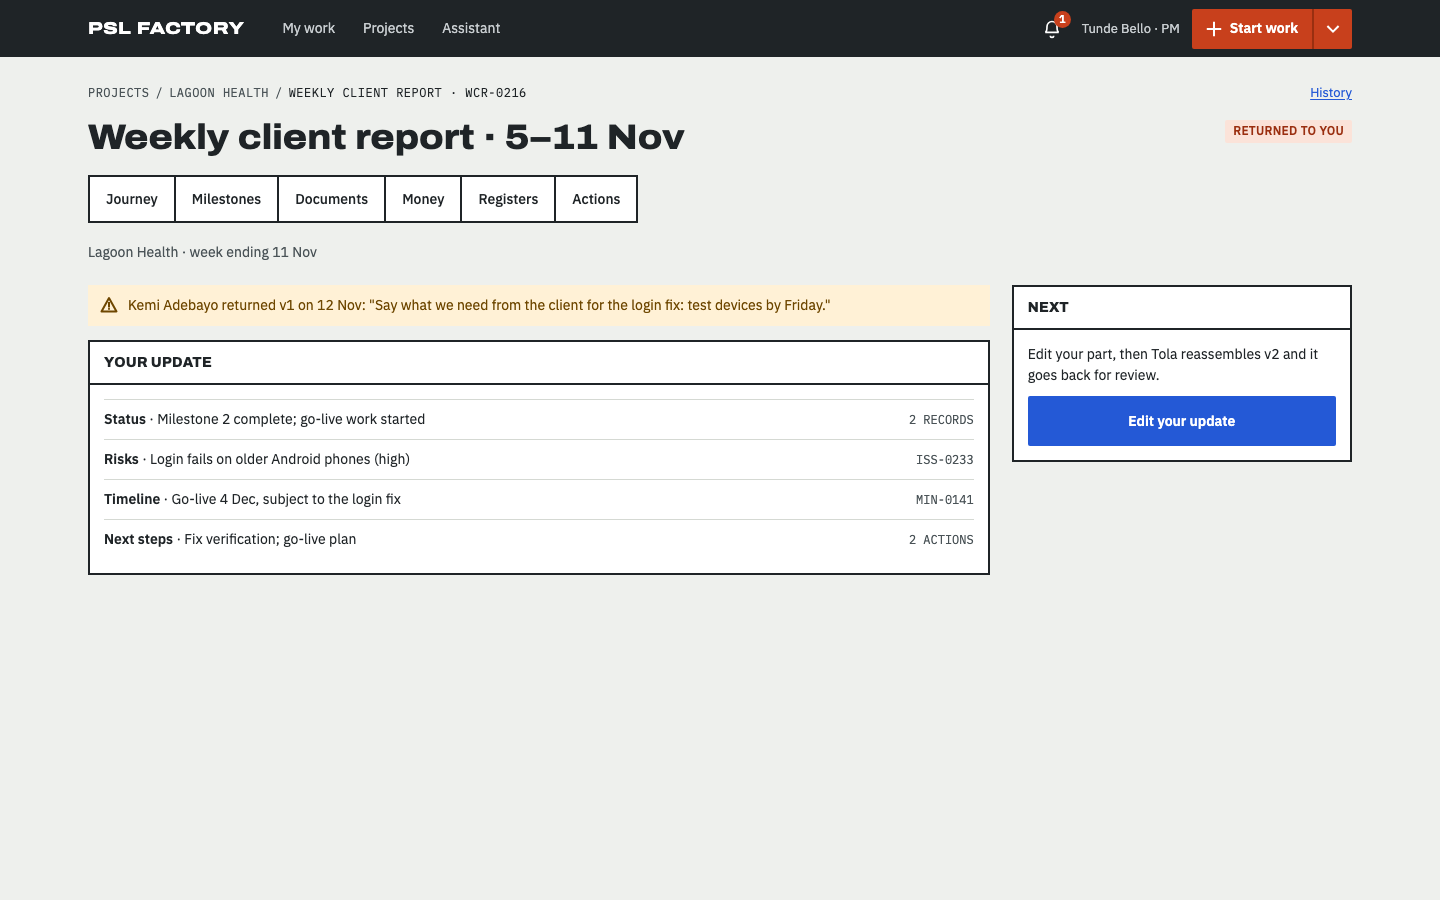 PSL FACTORY
My work
Projects
Assistant
1
Tunde Bello · PM
Start work
PROJECTS / LAGOON HEALTH / WEEKLY CLIENT REPORT · WCR-0216
History
Weekly client report · 5–11 Nov
RETURNED TO YOU
Journey
Milestones
Documents
Money
Registers
Actions
Lagoon Health · week ending 11 Nov
Kemi Adebayo returned v1 on 12 Nov: "Say what we need from the client for the login fix: test devices by Friday."
YOUR UPDATE
Status · Milestone 2 complete; go-live work started
2 RECORDS
Risks · Login fails on older Android phones (high)
ISS-0233
Timeline · Go-live 4 Dec, subject to the login fix
MIN-0141
Next steps · Fix verification; go-live plan
2 ACTIONS
NEXT
Edit your part, then Tola reassembles v2 and it
goes back for review.
Edit your update